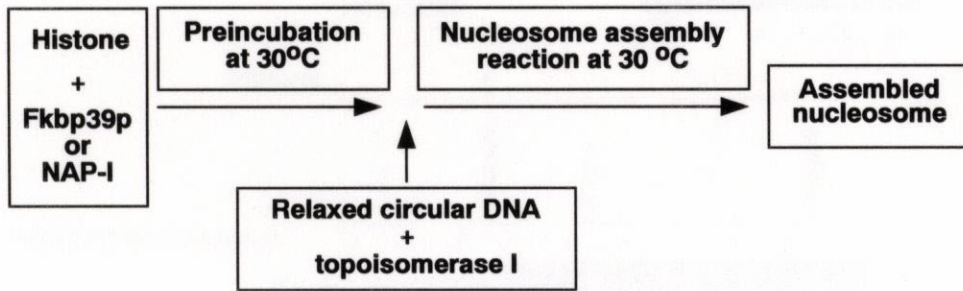 Histone
+
Fkbp39p
or
NAP-I
Preincubation
at 30°C
Nucleosome assembly
reaction at 30 °C
Assembled
nucleosome
Relaxed circular DNA
+
topoisomerase I